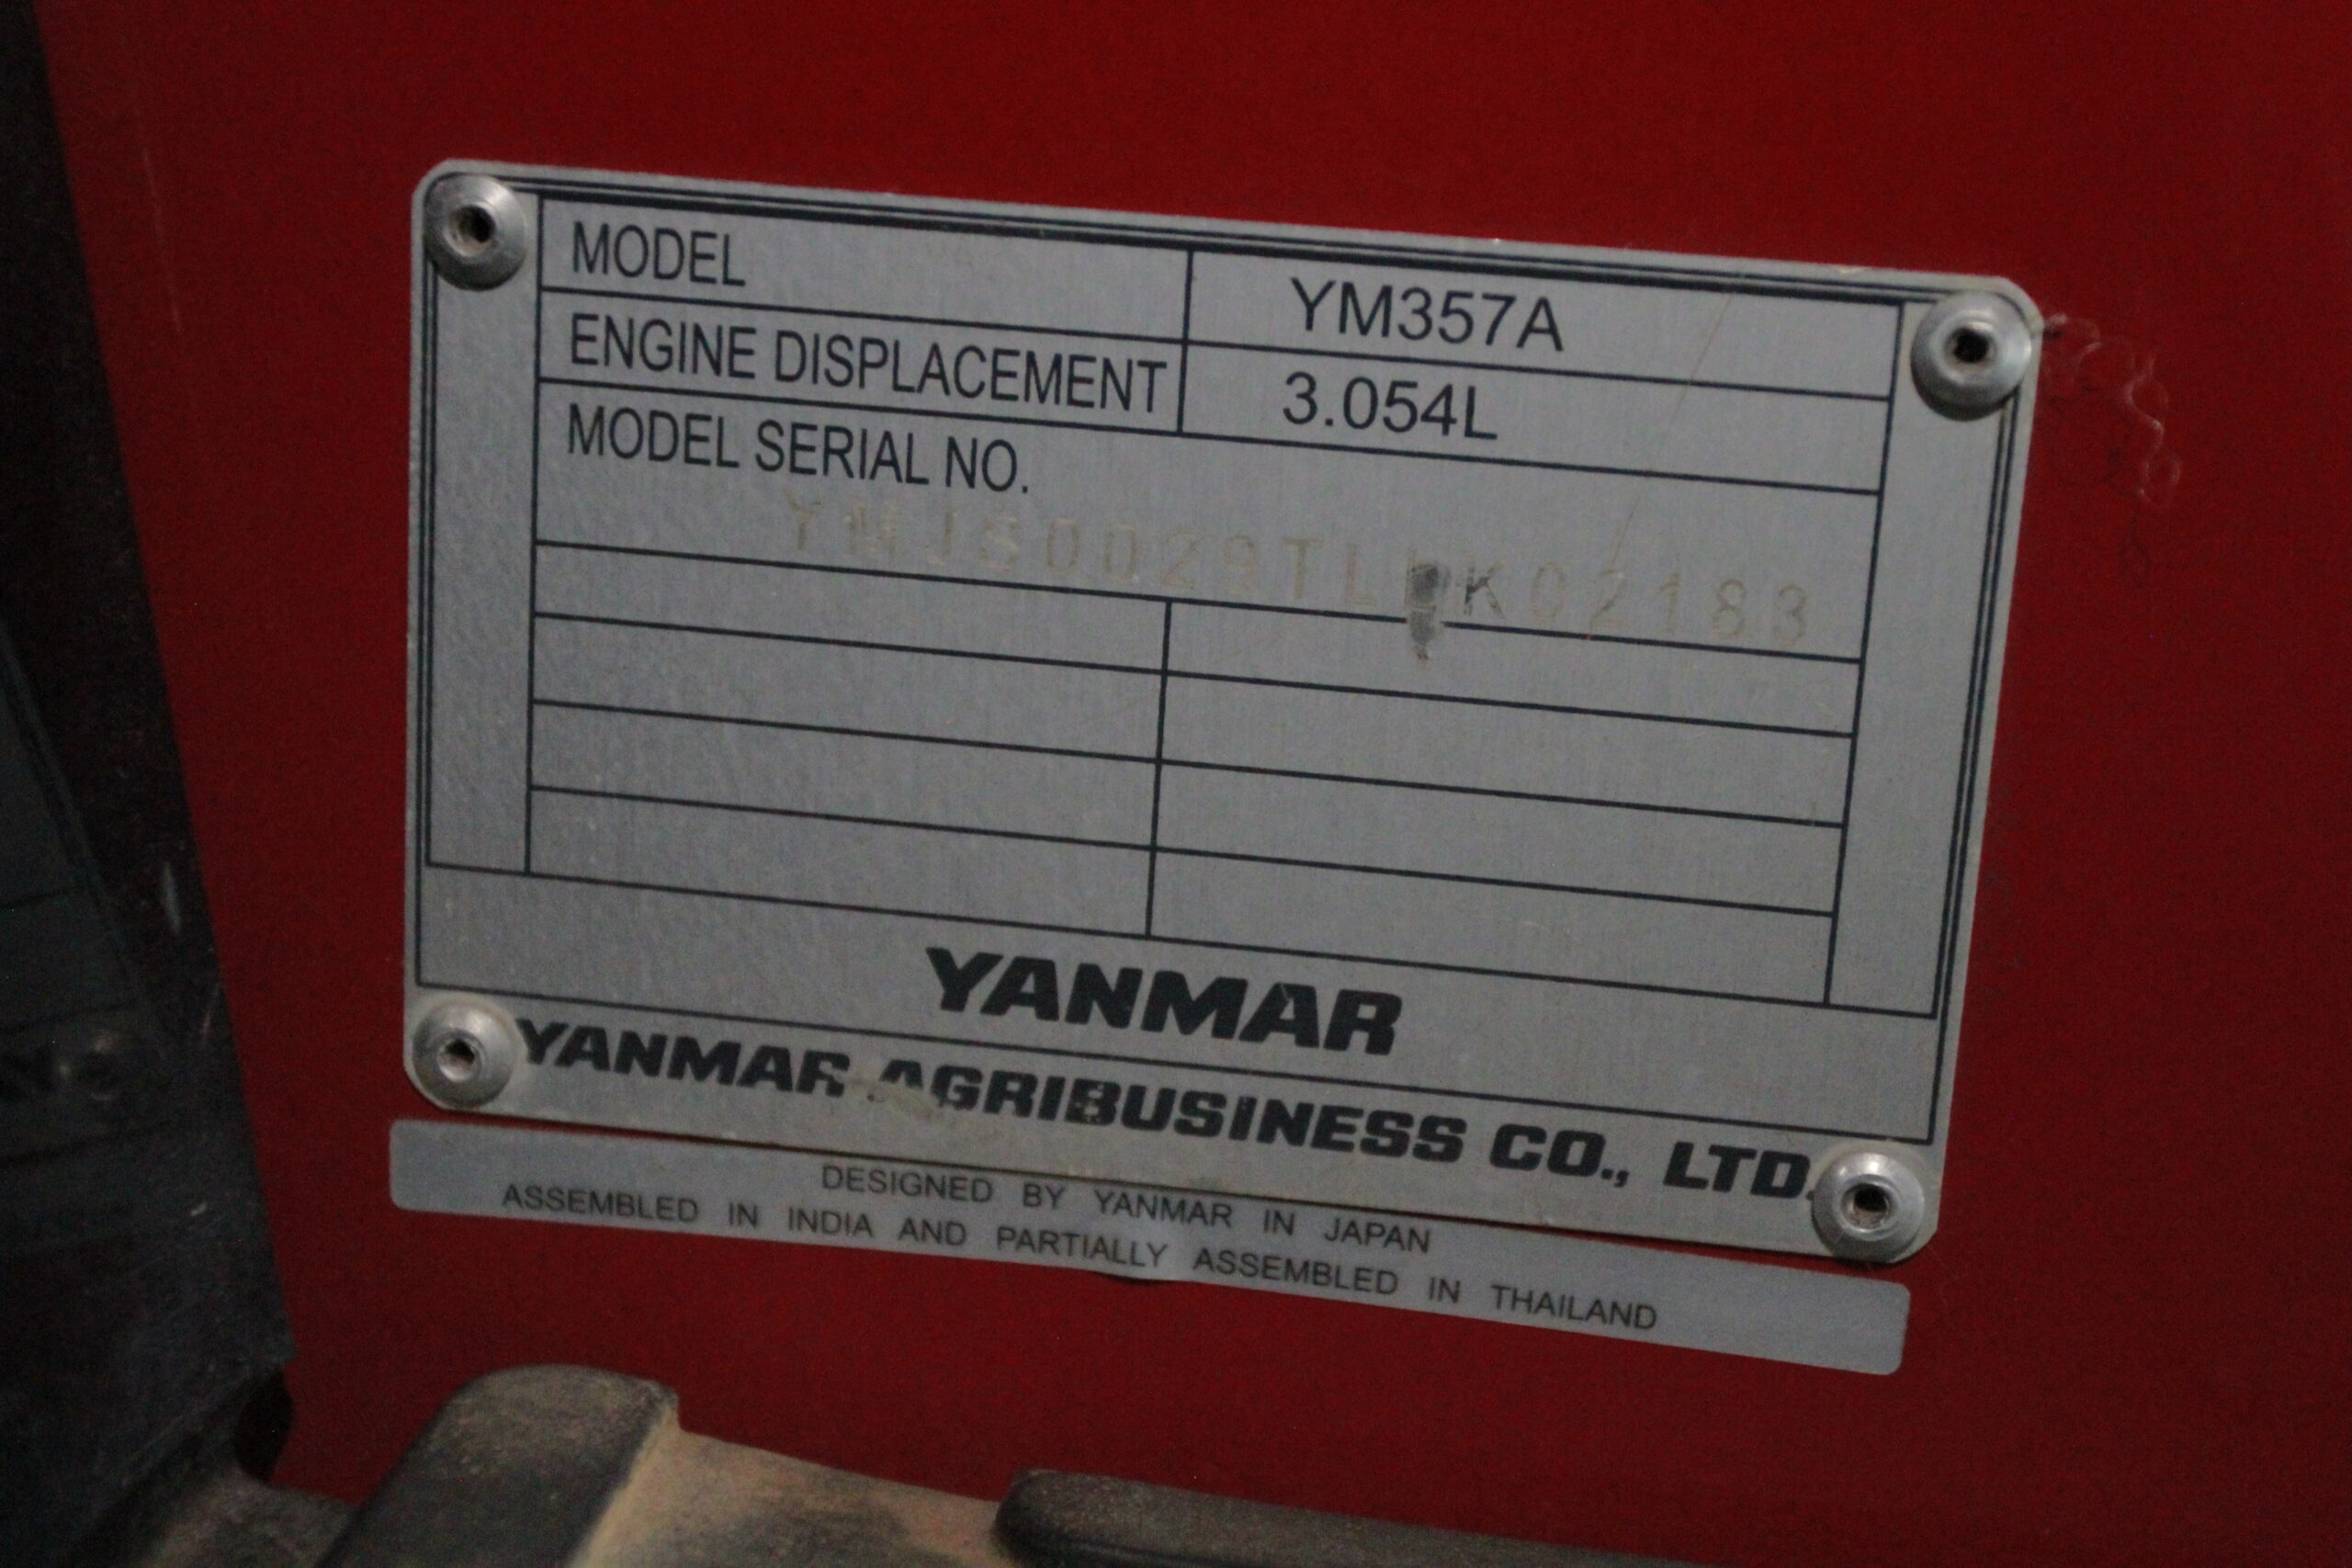 MODEL YM357A
ENGINE DISPLACEMENT 3.054L
MODEL SERIAL NO.
YANMAR
YANMAR AGRIBUSINESS CO., LTD.
DESIGNED BY YANMAR IN JAPAN
ASSEMBLED IN INDIA AND PARTIALLY ASSEMBLED IN THAILAND